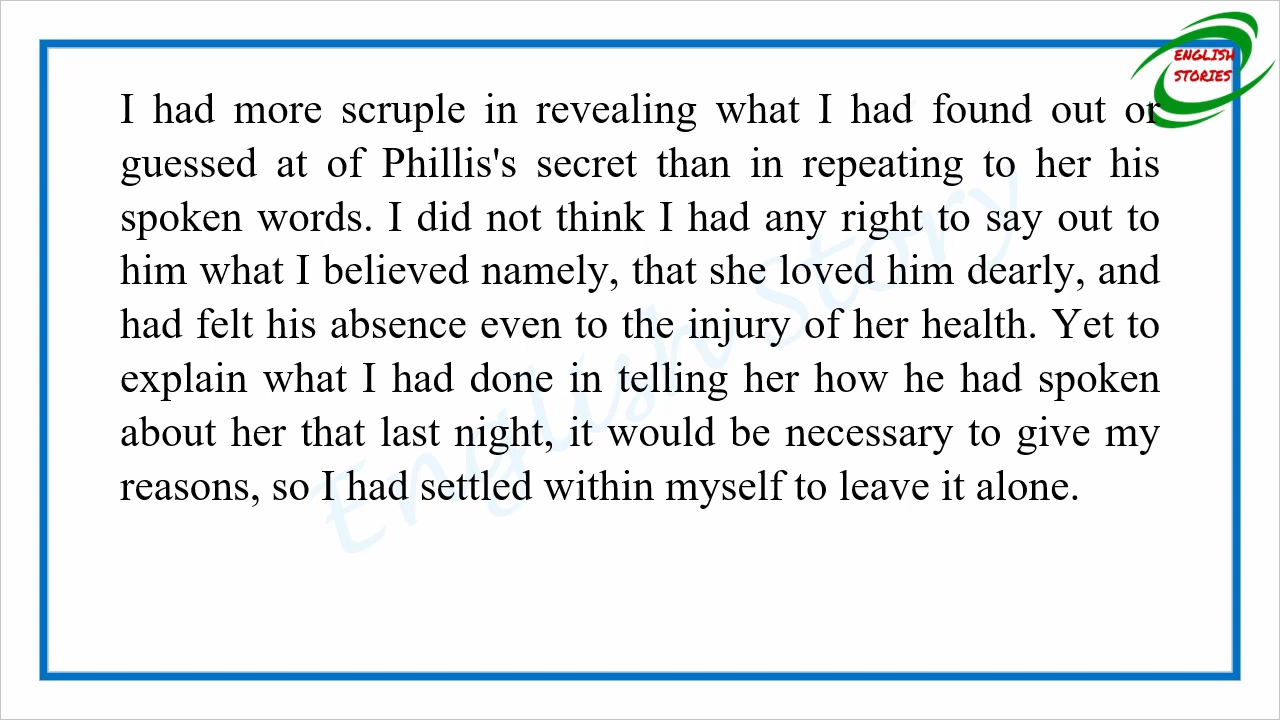 ENGLISH
STORIES
I had more scruple in revealing what I had found out or
guessed at of Phillis's secret than in repeating to her his
spoken words. I did not think I had any right to say out to
him what I believed namely, that she loved him dearly, and
had felt his absence even to the injury of her health. Yet to
explain what I had done in telling her how he had spoken
about her that last night, it would be necessary to give my
reasons, so I had settled within myself to leave it alone.
English Story